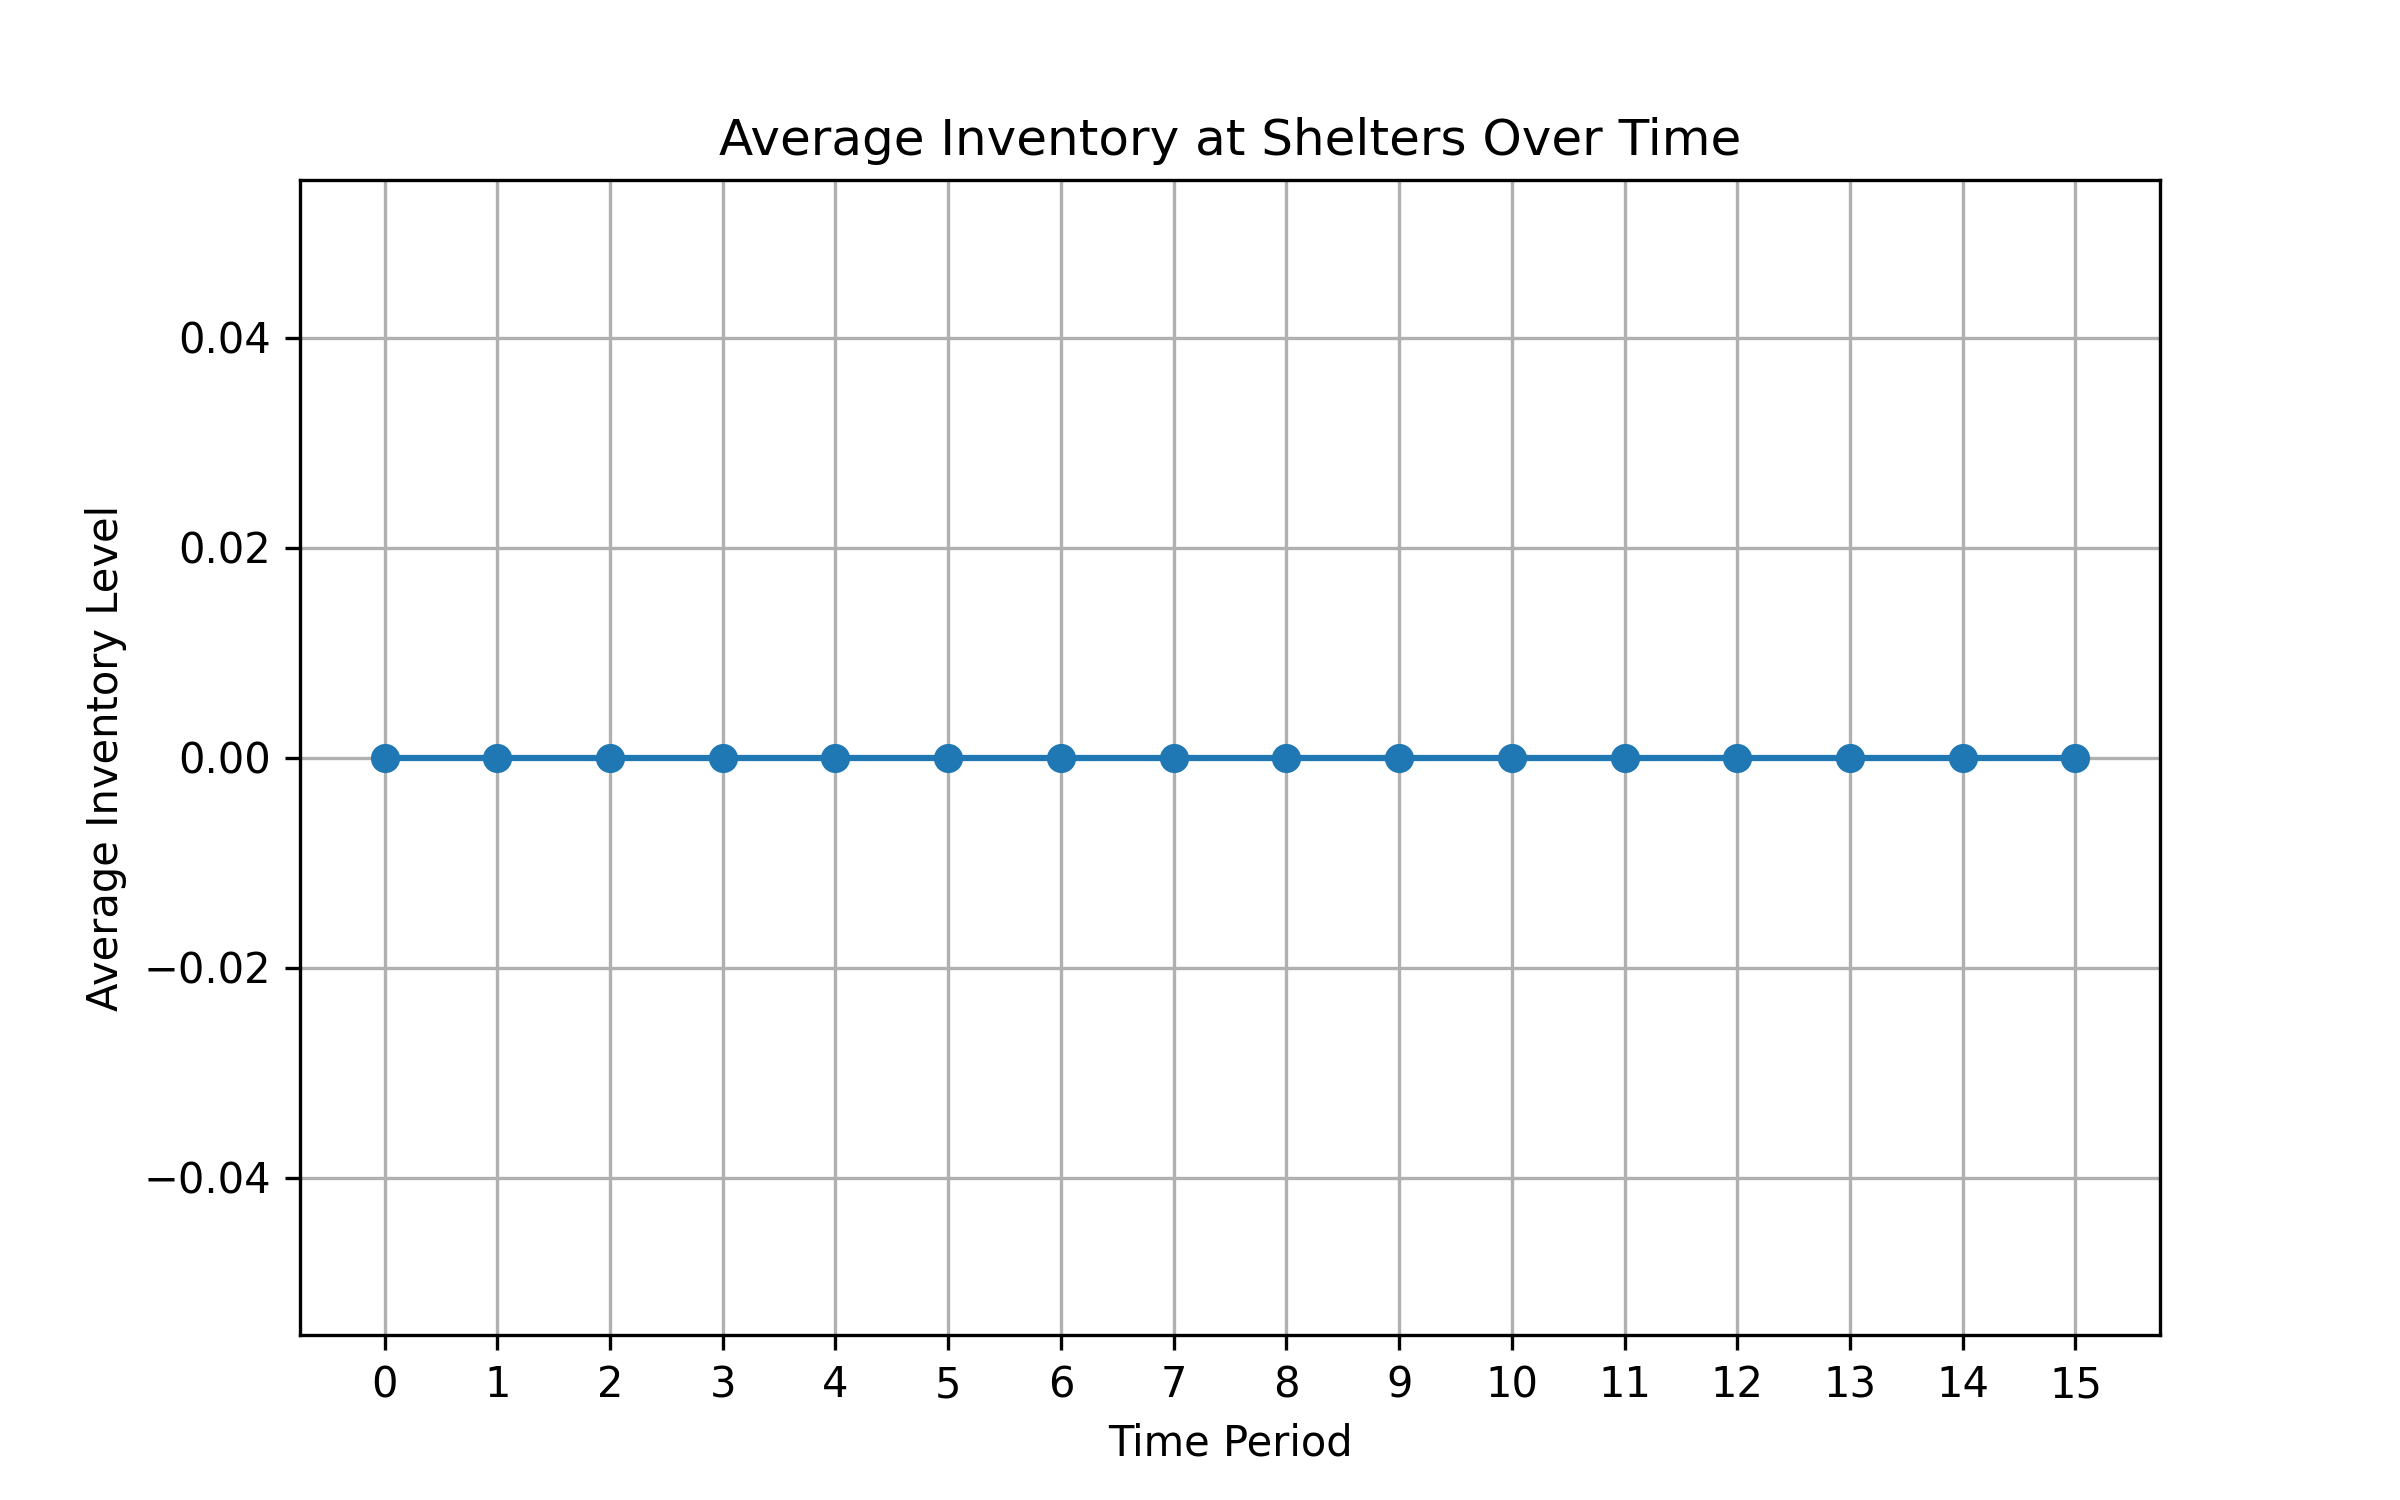 Average Inventory at Shelters Over Time
Average Inventory Level
0.04
0.02
0.00
−0.02
−0.04
0 1 2 3 4 5 6 7 8 9 10 11 12 13 14 15
Time Period